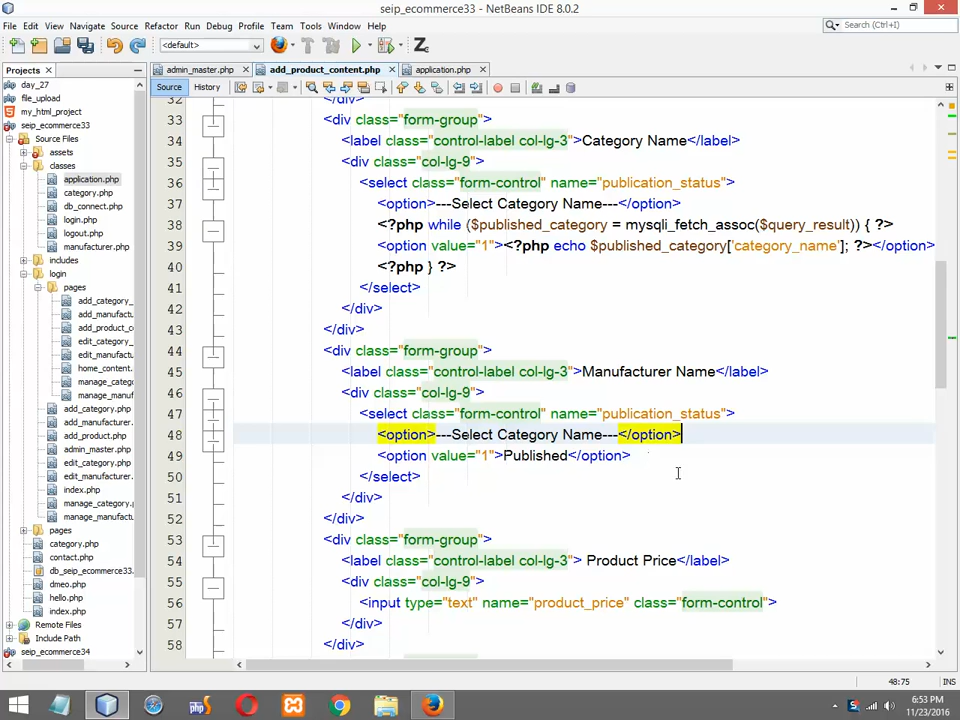 seip_ecommerce33 - NetBeans IDE 8.0.2
File Edit View Navigate Source Refactor Run Debug Profile Team Tools Window Help
<default>
Search (Ctrl+I)
Projects
admin_master.php
add_product_content.php
application.php
Source History
day_27
file_upload
my_html_project
seip_ecommerce33
Source Files
assets
classes
application.php
category.php
db_connect.php
login.php
logout.php
manufacturer.php
includes
login
pages
add_category_
add_manufact
add_product_c
edit_category_
edit_manufact
home_content.
manage_categ
manage_manuf
add_category.php
add_manufacturer.
add_product.php
admin_master.php
edit_category.php
edit_manufacturer.
index.php
manage_category.p
manage_manufact
pages
category.php
contact.php
db_seip_ecommerce33.
dmeo.php
hello.php
index.php
Remote Files
Include Path
seip_ecommerce34
32 </div>
33 <div class="form-group">
34 <label class="control-label col-lg-3">Category Name</label>
35 <div class="col-lg-9">
36 <select class="form-control" name="publication_status">
37 <option>---Select Category Name---</option>
38 <?php while ($published_category = mysqli_fetch_assoc($query_result)) { ?>
39 <option value="1"><?php echo $published_category['category_name']; ?></option>
40 <?php } ?>
41 </select>
42 </div>
43 </div>
44 <div class="form-group">
45 <label class="control-label col-lg-3">Manufacturer Name</label>
46 <div class="col-lg-9">
47 <select class="form-control" name="publication_status">
48 <option>---Select Category Name---</option>
49 <option value="1">Published</option>
50 </select>
51 </div>
52 </div>
53 <div class="form-group">
54 <label class="control-label col-lg-3"> Product Price</label>
55 <div class="col-lg-9">
56 <input type="text" name="product_price" class="form-control">
57 </div>
58 </div>
48:75
INS
6:53 PM
11/23/2016